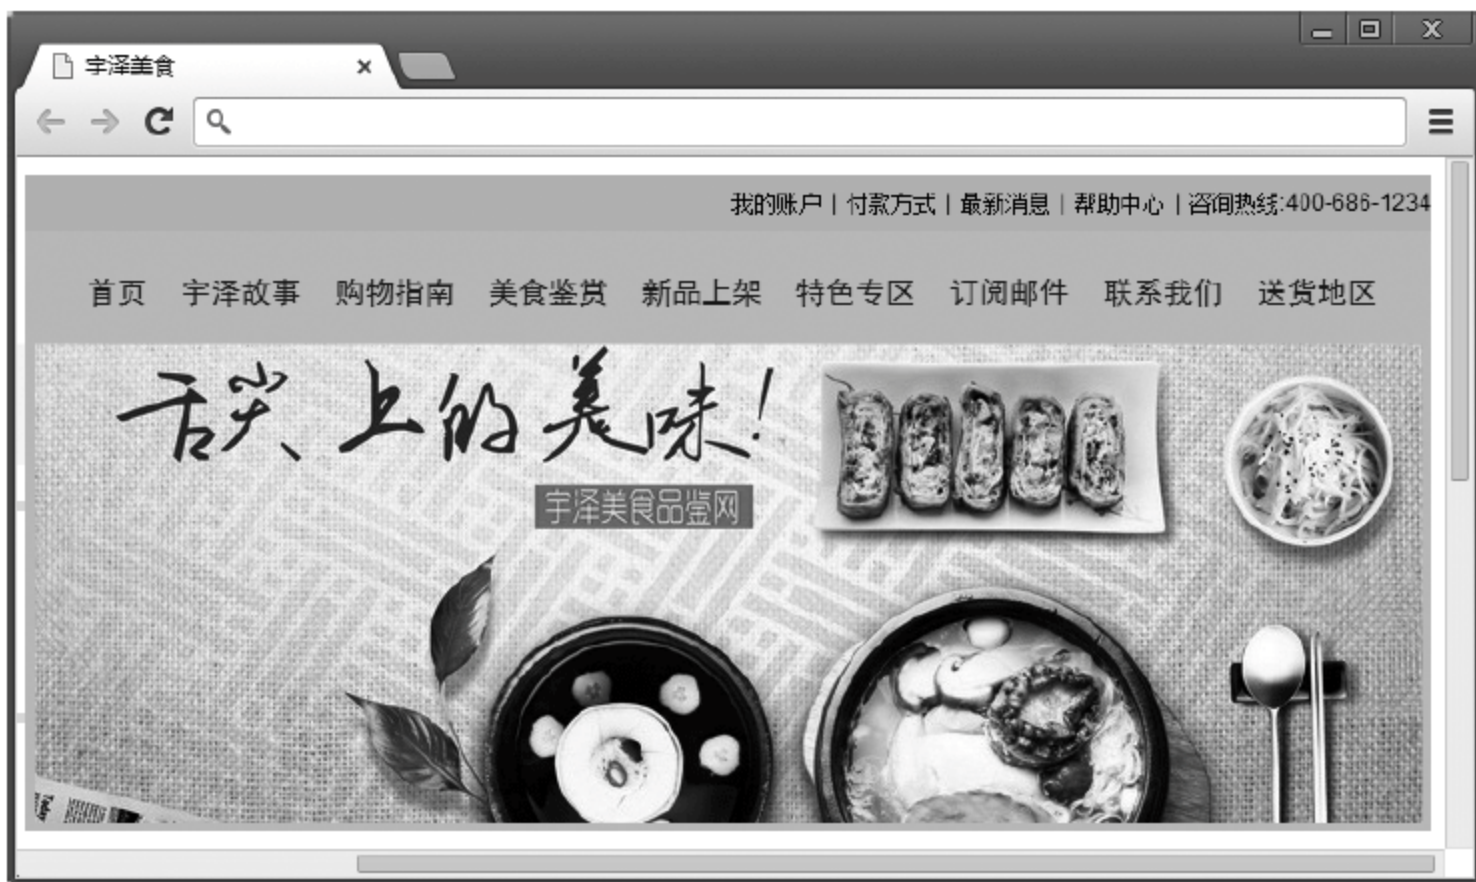 宇泽美食
我的账户 | 付款方式 | 最新消息 | 帮助中心 | 咨询热线:400-686-1234
首页 宇泽故事 购物指南 美食鉴赏 新品上架 特色专区 订阅邮件 联系我们 送货地区
舌尖上的美味!
宇泽美食品鉴网
Today